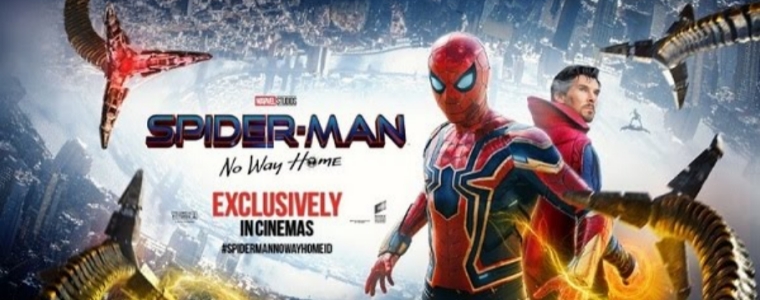 MARVEL STUDIOS
SPIDER-MAN
No Way Home
EXCLUSIVELY
IN CINEMAS
#SPIDERMANNOWAYHOMEID